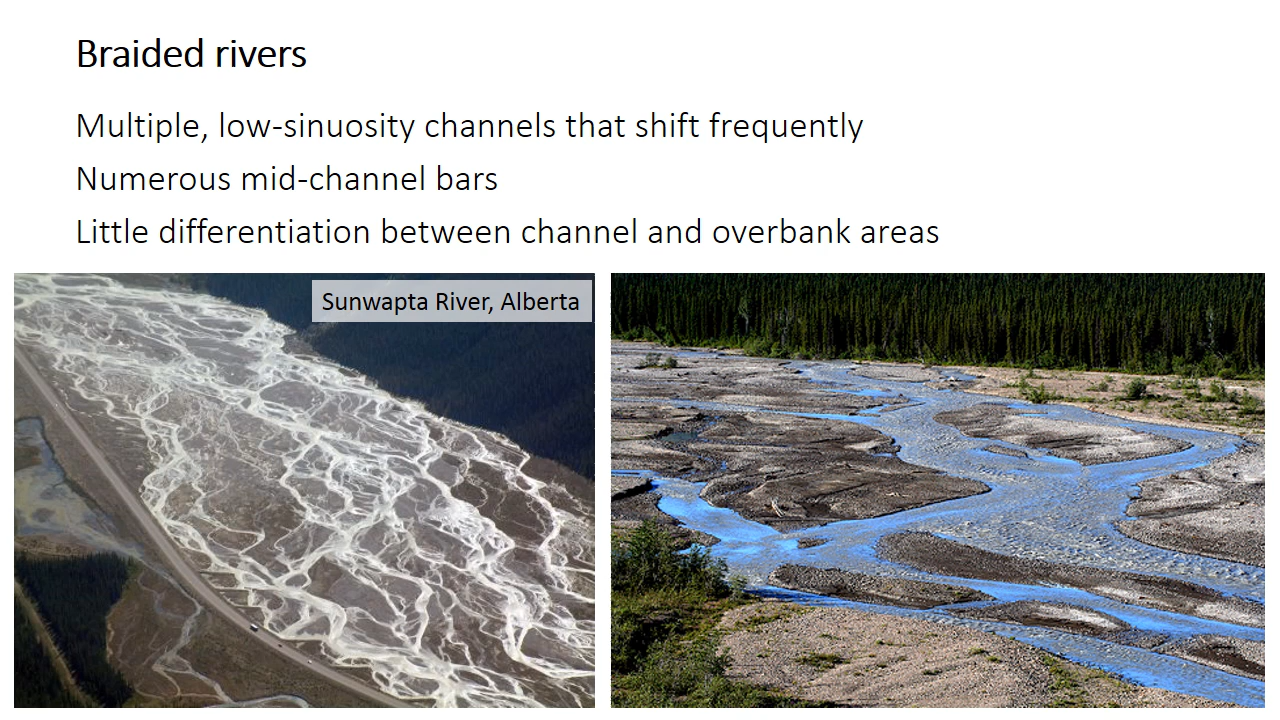 Braided rivers
Multiple, low-sinuosity channels that shift frequently
Numerous mid-channel bars
Little differentiation between channel and overbank areas
Sunwapta River, Alberta